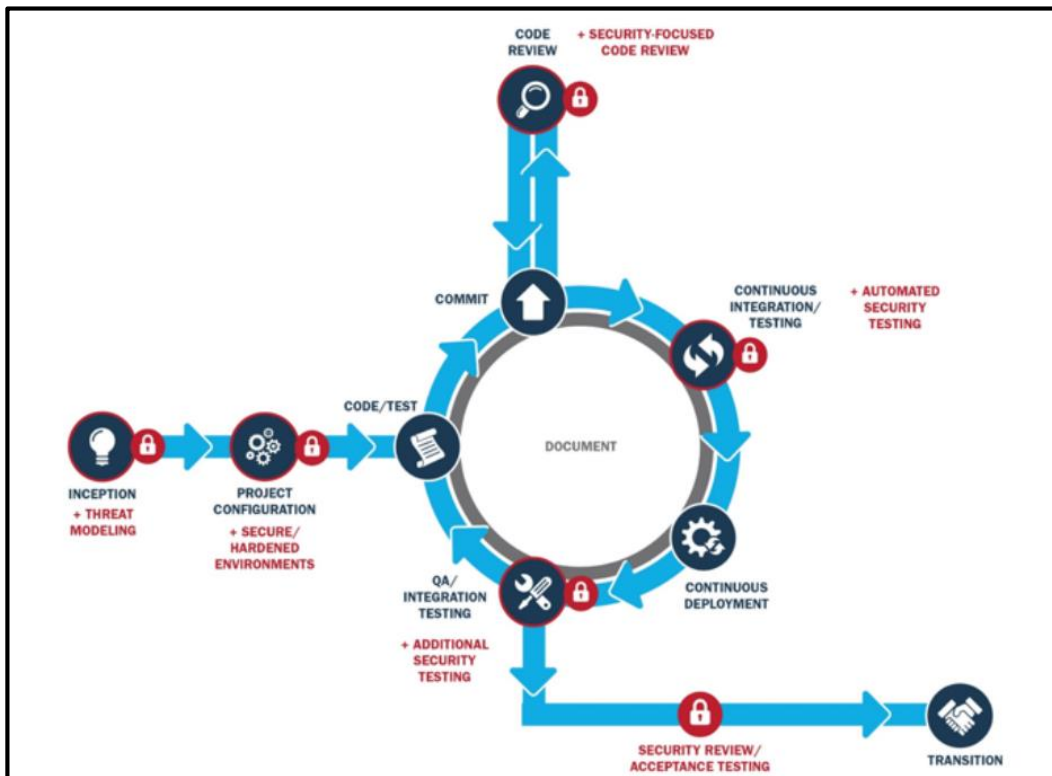 CODE
REVIEW
+ SECURITY-FOCUSED
CODE REVIEW
COMMIT
CONTINUOUS
INTEGRATION/
TESTING
+ AUTOMATED
SECURITY
TESTING
CODE/TEST
DOCUMENT
INCEPTION
+ THREAT
MODELING
PROJECT
CONFIGURATION
+ SECURE/
HARDENED
ENVIRONMENTS
QA/
INTEGRATION
TESTING
+ ADDITIONAL
SECURITY
TESTING
CONTINUOUS
DEPLOYMENT
SECURITY REVIEW/
ACCEPTANCE TESTING
TRANSITION